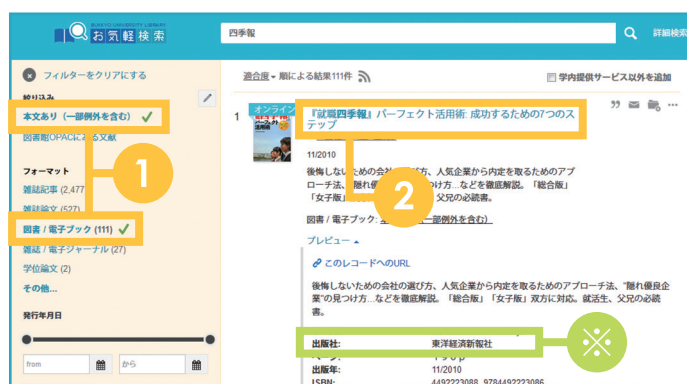 BUNKYO UNIVERSITY LIBRARY
お気軽検索
四季報
詳細検索
フィルターをクリアにする
適合度 順による結果111件
学内提供サービス以外を追加
絞り込み
本文あり（一部例外を含む）
図書館OPACに 文献
フォーマット
雑誌記事 (2,477
雑誌論文 (527)
図書 / 電子ブック (111)
雑誌 / 電子ジャーナル (27)
学位論文 (2)
その他...
発行年月日
from
から
1
2
※
1
オンライン
『就職四季報』パーフェクト活用術: 成功するための7つのス
テップ
11/2010
後悔しないための会社の選び方、人気企業から内定を取るためのアプ
ローチ法、"隠れ優 つけ方…などを徹底解説。「総合版」
「女子版」 父兄の必読書。
図書 / 電子ブック: 一部例外を含む）
プレビュー
このレコードへのURL
後悔しないための会社の選び方、人気企業から内定を取るためのアプローチ法、"隠れ優良企
業"の見つけ方…などを徹底解説。「総合版」「女子版」双方に対応。就活生、父兄の必読
書。
出版社: 東洋経済新報社
出版年: 11/2010
ISBN: 4492223088, 9784492223086